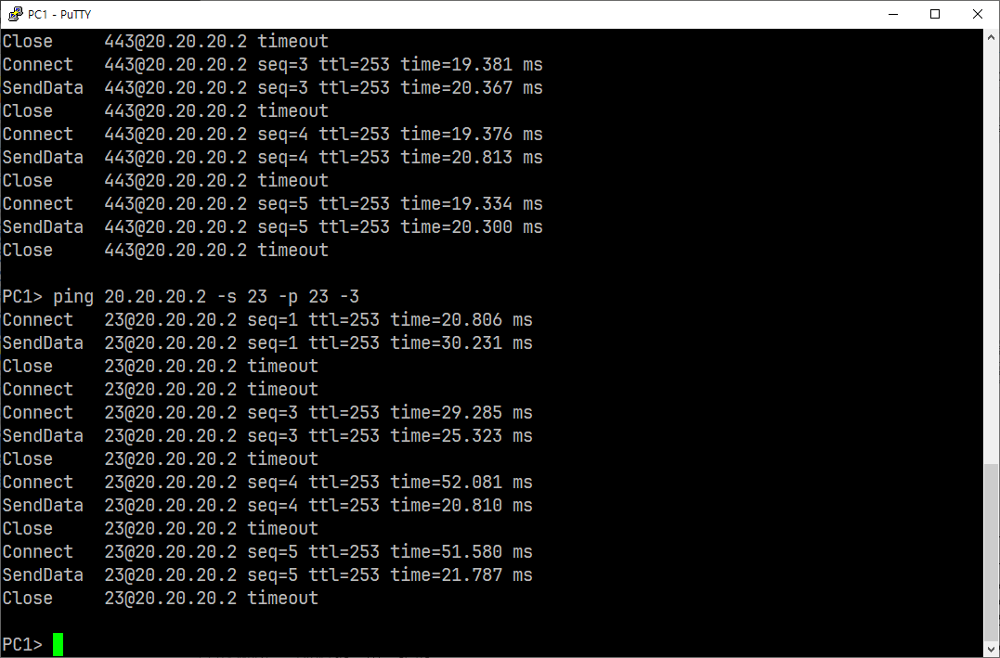 PC1 - PuTTY
Close     443@20.20.20.2 timeout
Connect   443@20.20.20.2 seq=3 ttl=253 time=19.381 ms
SendData  443@20.20.20.2 seq=3 ttl=253 time=20.367 ms
Close     443@20.20.20.2 timeout
Connect   443@20.20.20.2 seq=4 ttl=253 time=19.376 ms
SendData  443@20.20.20.2 seq=4 ttl=253 time=20.813 ms
Close     443@20.20.20.2 timeout
Connect   443@20.20.20.2 seq=5 ttl=253 time=19.334 ms
SendData  443@20.20.20.2 seq=5 ttl=253 time=20.300 ms
Close     443@20.20.20.2 timeout
PC1> ping 20.20.20.2 -s 23 -p 23 -3
Connect   23@20.20.20.2 seq=1 ttl=253 time=20.806 ms
SendData  23@20.20.20.2 seq=1 ttl=253 time=30.231 ms
Close     23@20.20.20.2 timeout
Connect   23@20.20.20.2 timeout
Connect   23@20.20.20.2 seq=3 ttl=253 time=29.285 ms
SendData  23@20.20.20.2 seq=3 ttl=253 time=25.323 ms
Close     23@20.20.20.2 timeout
Connect   23@20.20.20.2 seq=4 ttl=253 time=52.081 ms
SendData  23@20.20.20.2 seq=4 ttl=253 time=20.810 ms
Close     23@20.20.20.2 timeout
Connect   23@20.20.20.2 seq=5 ttl=253 time=51.580 ms
SendData  23@20.20.20.2 seq=5 ttl=253 time=21.787 ms
Close     23@20.20.20.2 timeout
PC1>